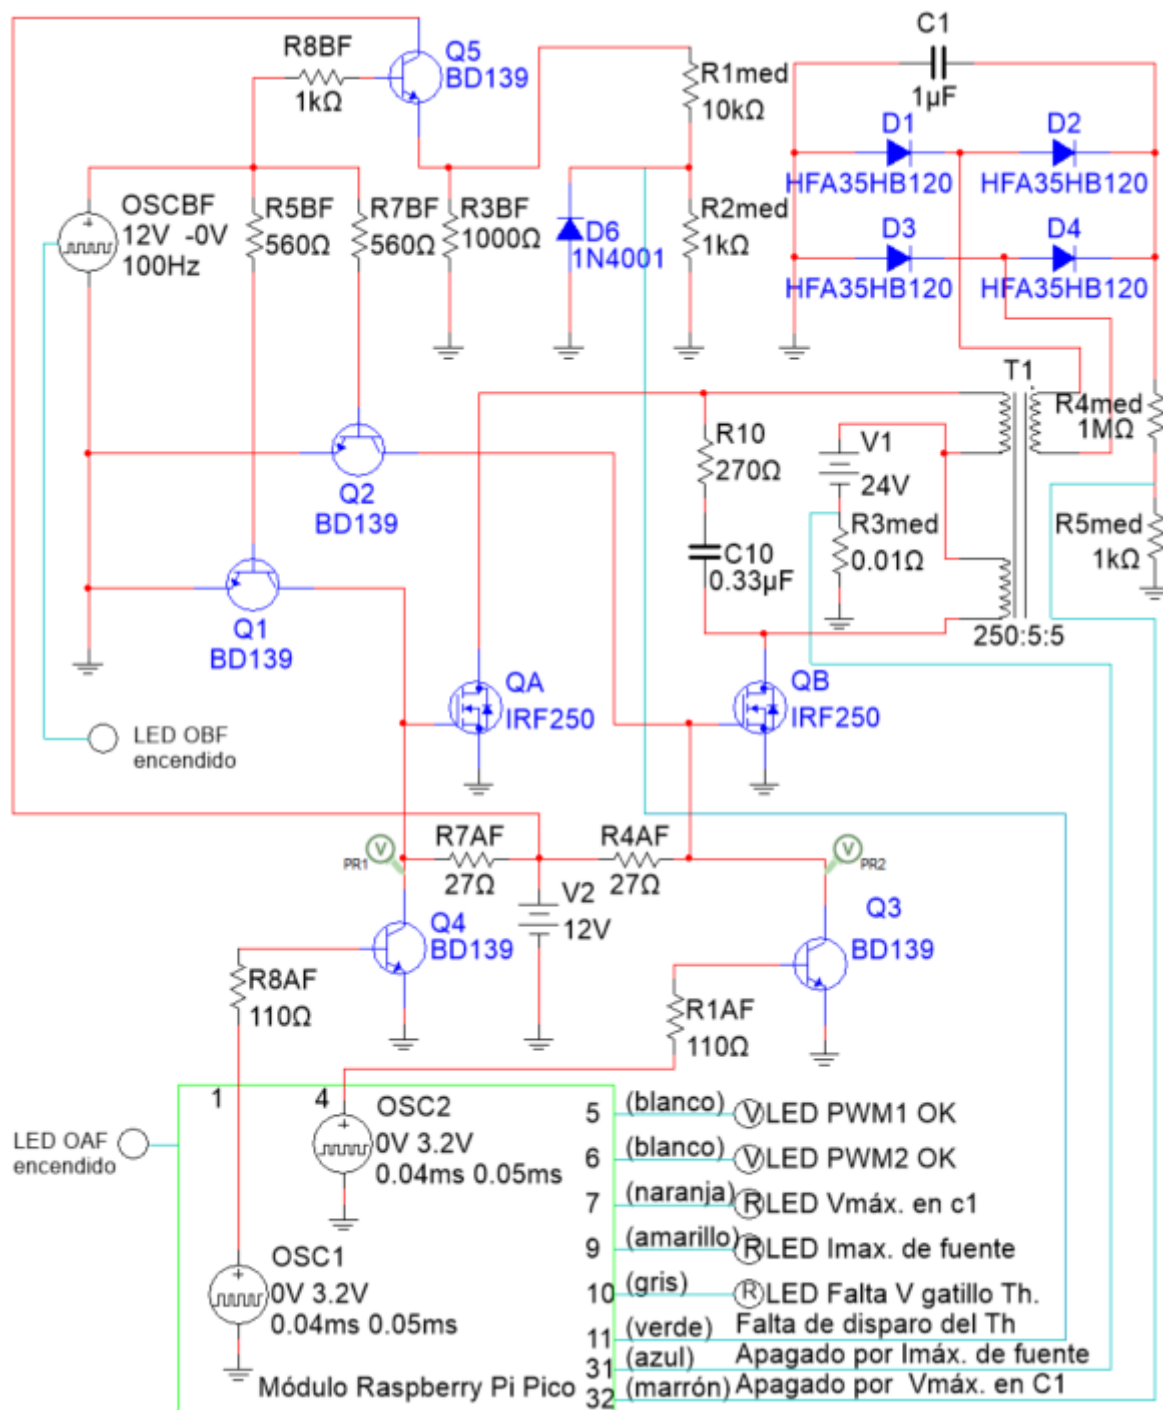 C1
1µF
R8BF
1kΩ
Q5
BD139
R1med
10kΩ
D1
HFA35HB120
D2
HFA35HB120
OSCBF
12V -0V
100Hz
R5BF
560Ω
R7BF
560Ω
R3BF
1000Ω
D6
1N4001
R2med
1kΩ
D3
HFA35HB120
D4
HFA35HB120
T1
R4med
1MΩ
R10
270Ω
V1
24V
Q2
BD139
C10
0.33µF
R3med
0.01Ω
R5med
1kΩ
Q1
BD139
250:5:5
QA
IRF250
QB
IRF250
LED OBF
encendido
PR1
R7AF
27Ω
R4AF
27Ω
PR2
V2
12V
Q4
BD139
Q3
BD139
R8AF
110Ω
R1AF
110Ω
1
4
OSC2
0V 3.2V
0.04ms 0.05ms
LED OAF
encendido
OSC1
0V 3.2V
0.04ms 0.05ms
5 (blanco) V LED PWM1 OK
6 (blanco) V LED PWM2 OK
7 (naranja) R LED Vmáx. en c1
9 (amarillo) R LED Imax. de fuente
10 (gris) R LED Falta V gatillo Th.
11 (verde) Falta de disparo del Th
31 (azul) Apagado por Imáx. de fuente
32 (marrón) Apagado por Vmáx. en C1
Módulo Raspberry Pi Pico